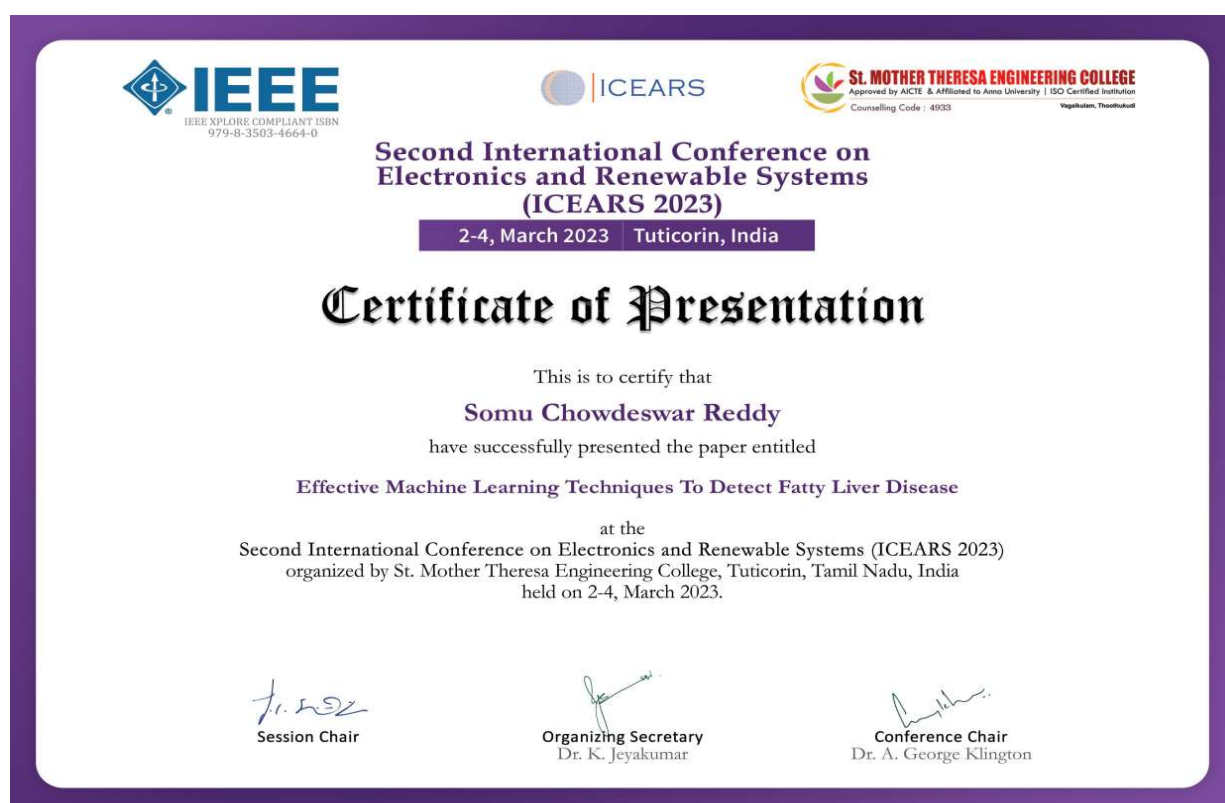 IEEE
IEEE XPLORE COMPLIANT ISBN
979-8-3503-4664-0
ICEARS
ST. MOTHER THERESA ENGINEERING COLLEGE
Approved by AICTE & Affiliated to Anna University | ISO Certified Institution
Counselling Code : 4933
Vagaikulam, Thoothukudi
Second International Conference on
Electronics and Renewable Systems
(ICEARS 2023)
2-4, March 2023 | Tuticorin, India
Certificate of Presentation
This is to certify that
Somu Chowdeswar Reddy
have successfully presented the paper entitled
Effective Machine Learning Techniques To Detect Fatty Liver Disease
at the
Second International Conference on Electronics and Renewable Systems (ICEARS 2023)
organized by St. Mother Theresa Engineering College, Tuticorin, Tamil Nadu, India
held on 2-4, March 2023.
Session Chair
Organizing Secretary
Dr. K. Jeyakumar
Conference Chair
Dr. A. George Klington